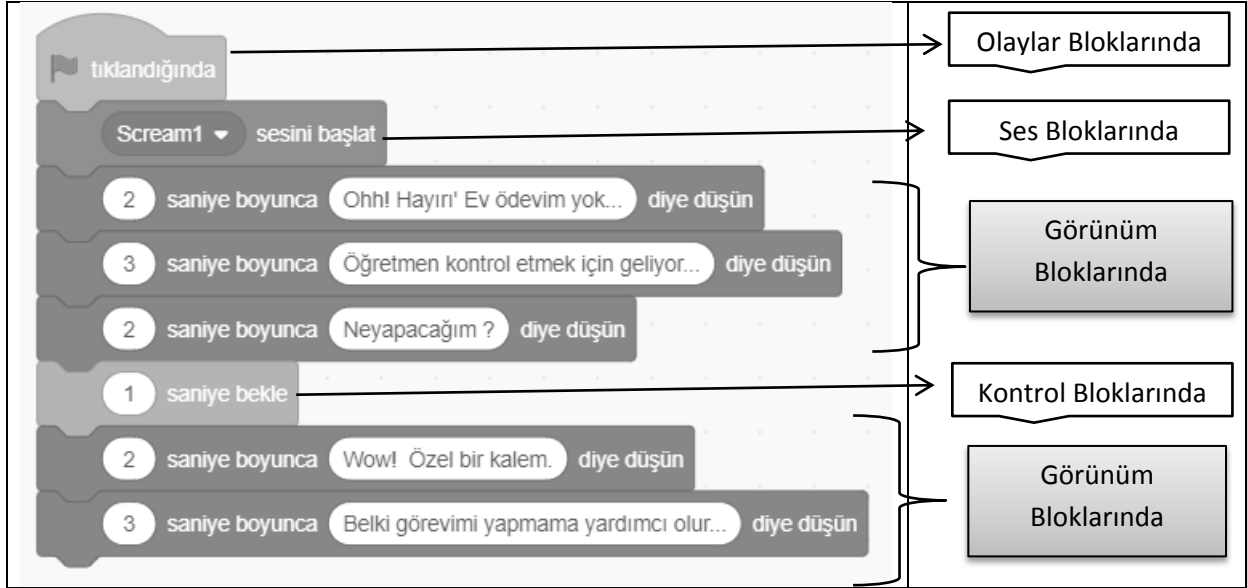 tıklandığında
Olaylar Bloklarında
Scream1 sesini başlat
Ses Bloklarında
2 saniye boyunca Ohh! Hayırı' Ev ödevim yok... diye düşün
3 saniye boyunca Öğretmen kontrol etmek için geliyor... diye düşün
2 saniye boyunca Neyapacağım ? diye düşün
Görünüm
Bloklarında
1 saniye bekle
Kontrol Bloklarında
2 saniye boyunca Wow! Özel bir kalem. diye düşün
3 saniye boyunca Belki görevimi yapmama yardımcı olur... diye düşün
Görünüm
Bloklarında